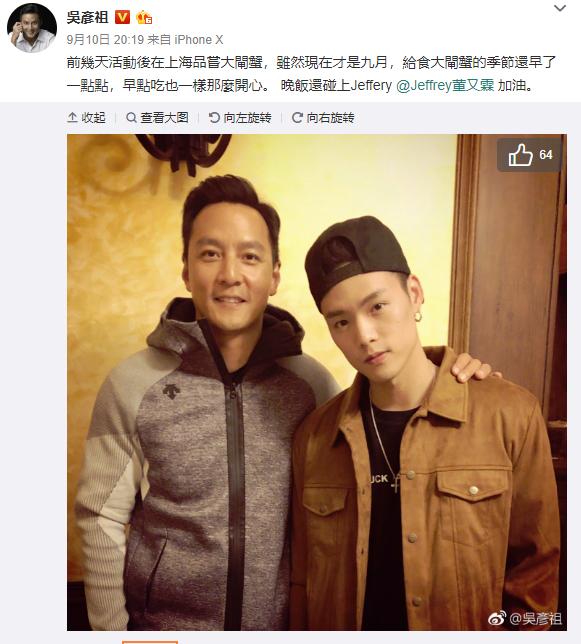 吳彥祖
9月10日 20:19 来自 iPhone X
前幾天活動後在上海品嘗大閘蟹，雖然現在才是九月，給食大閘蟹的季節還早了
一點點，早點吃也一樣那麼開心。 晚飯還碰上Jeffery @Jeffrey董又霖 加油。
收起 查看大图 向左旋转 向右旋转
64
UCK
@吳彥祖